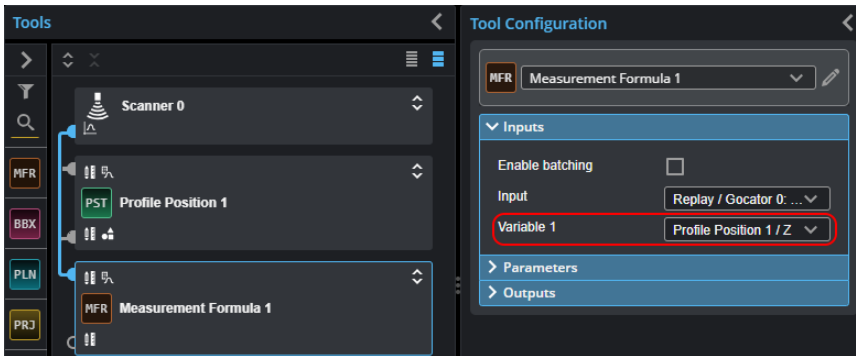 Tools
Tool Configuration
MFR Measurement Formula 1
Scanner 0
Inputs
MFR
Enable batching
PST Profile Position 1
Input Replay / Gocator 0: ...
BBX
Variable 1 Profile Position 1 / Z
PLN
Parameters
MFR Measurement Formula 1
Outputs
PRJ